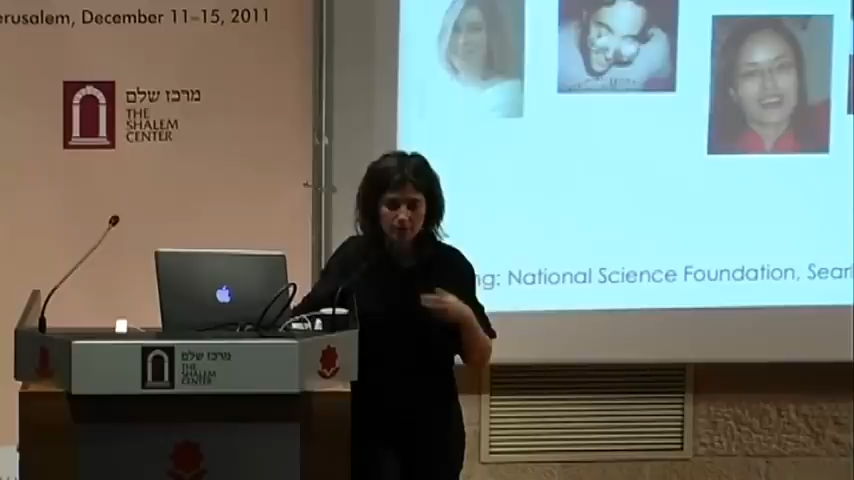 erusalem, December 11-15, 2011
מרכז שלם
THE
SHALEM
CENTER
ng: National Science Foundation, Searl
מרכז שלם
THE
SHALEM
CENTER